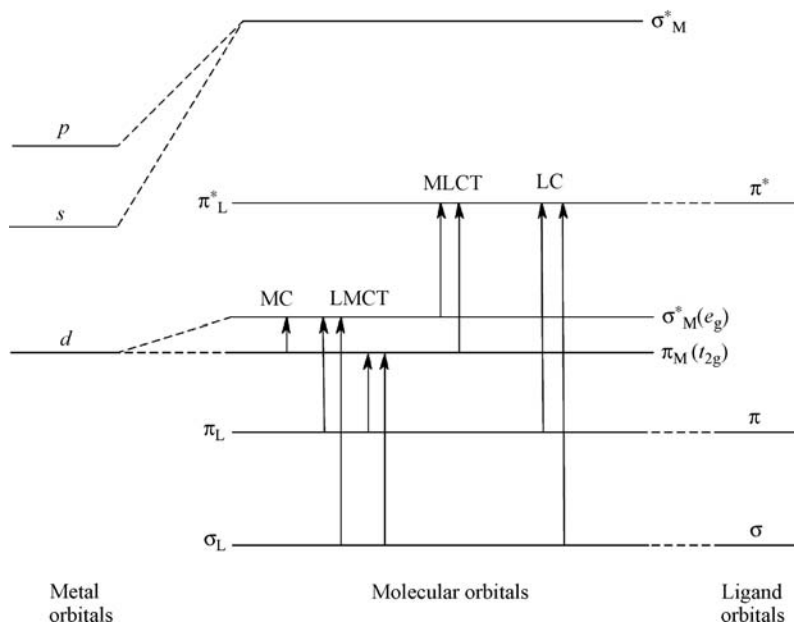 σ*M
p
MLCT LC
π*L π*
s
MC LMCT
σ*M(eg)
d
πM(t2g)
πL π
σL σ
Metal
orbitals
Molecular orbitals
Ligand
orbitals